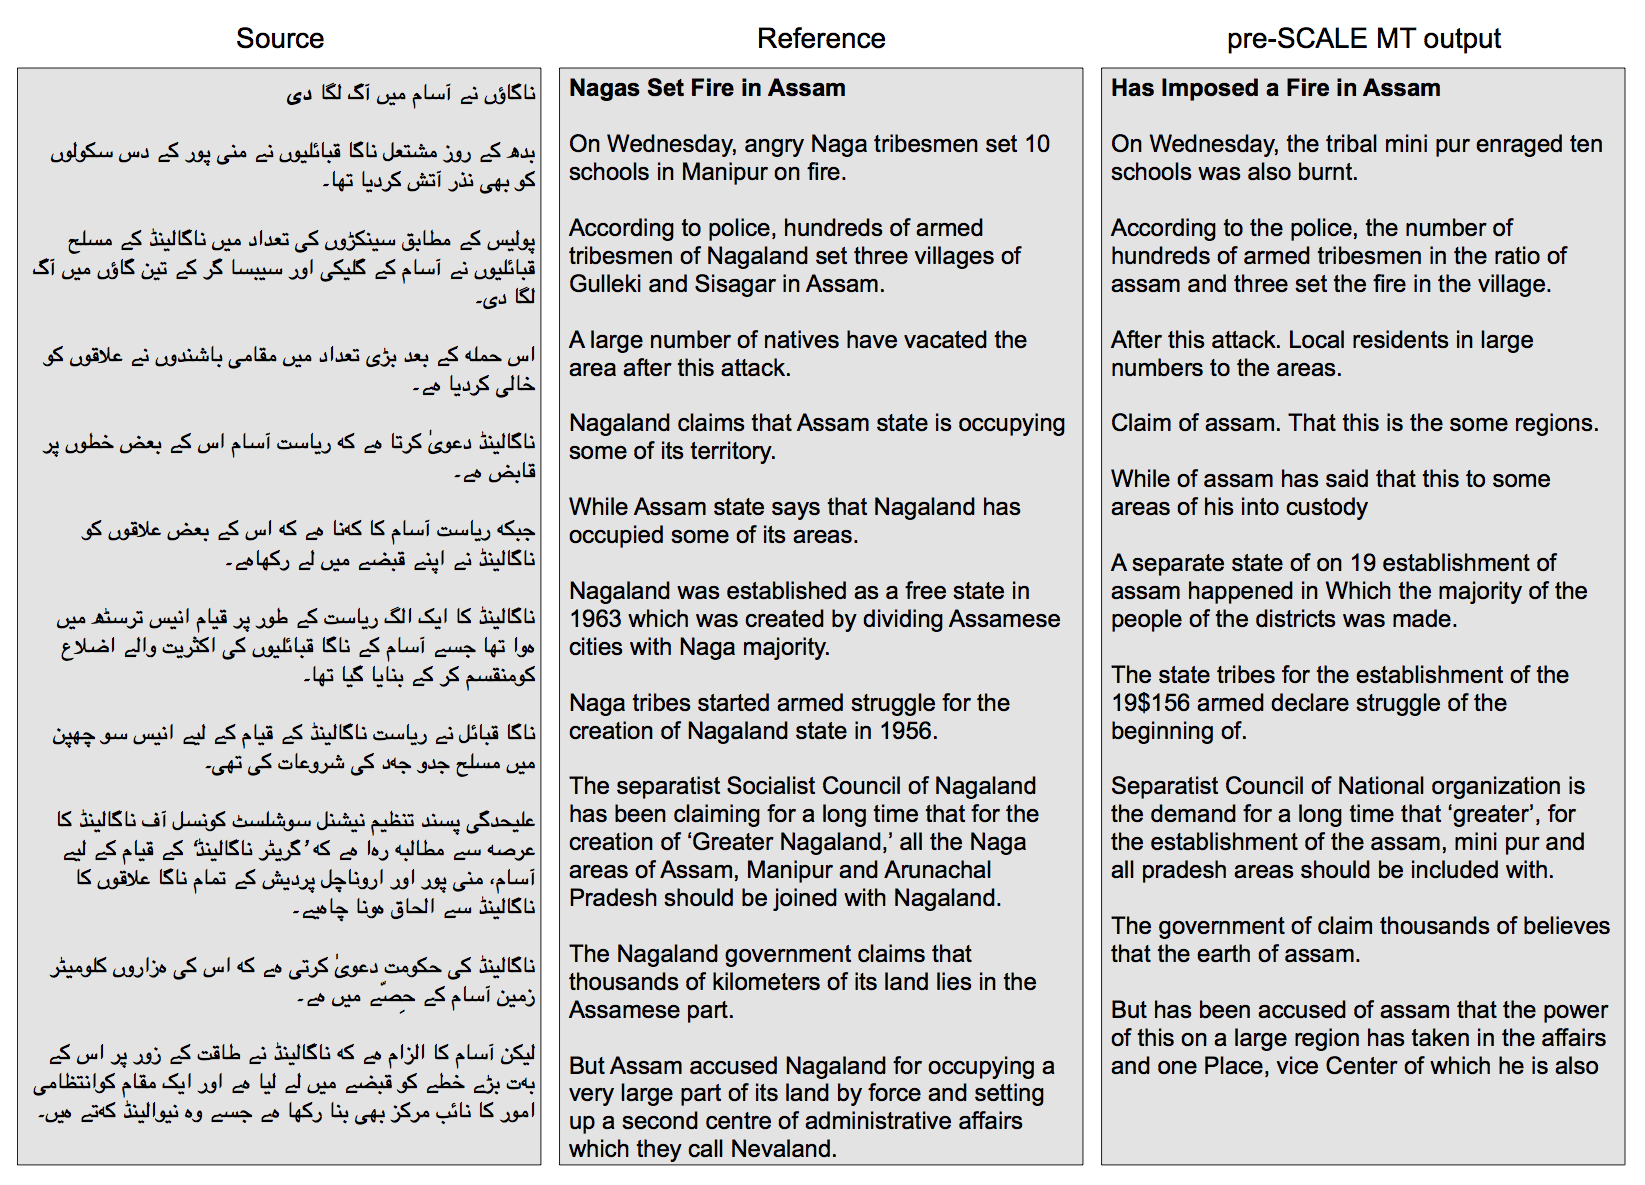 Source
ناگاؤں نے آسام میں آگ لگا دی
بدھ کے روز مشتعل ناگا قبائلیوں نے منی پور کے دس سکولوں
کو بھی نذر آتش کردیا تھا۔
پولیس کے مطابق سینکڑوں کی تعداد میں ناگالینڈ کے مسلح
قبائلیوں نے آسام کے گلیکی اور سیبسا گر کے تین گاؤں میں آگ
لگا دی۔
اس حملہ کے بعد بڑی تعداد میں مقامی باشندوں نے علاقوں کو
خالی کردیا ہے۔
ناگالینڈ دعویٰ کرتا ہے کہ ریاست آسام اس کے بعض خطوں پر
قابض ہے۔
جبکہ ریاست آسام کا کہنا ہے کہ اس کے بعض علاقوں کو
ناگالینڈ نے اپنے قبضے میں لے رکھاہے۔
ناگالینڈ کا ایک الگ ریاست کے طور پر قیام انیس ترسٹھ میں
ہوا تھا جسے آسام کے ناگا قبائلیوں کی اکثریت والے اضلاع
کومنقسم کر کے بنایا گیا تھا۔
ناگا قبائل نے ریاست ناگالینڈ کے قیام کے لیے انیس سو چھپن
میں مسلح جدو جہد کی شروعات کی تھی۔
علیحدگی پسند تنظیم نیشنل سوشلسٹ کونسل آف ناگالینڈ کا
عرصہ سے مطالبہ رہا ہے کہ ’گریٹر ناگالینڈ‘ کے قیام کے لیے
آسام، منی پور اور اروناچل پردیش کے تمام ناگا علاقوں کا
ناگالینڈ سے الحاق ہونا چاہیے۔
ناگالینڈ کی حکومت دعویٰ کرتی ہے کہ اس کی ہزاروں کلومیٹر
زمین آسام کے حِصّے میں ہے۔
لیکن آسام کا الزام ہے کہ ناگالینڈ نے طاقت کے زور پر اس کے
بہت بڑے خطے کو قبضے میں لے لیا ہے اور ایک مقام کوانتظامی
امور کا نائب مرکز بھی بنا رکھا ہے جسے وہ نیوالینڈ کہتے ہیں۔
Reference
Nagas Set Fire in Assam
On Wednesday, angry Naga tribesmen set 10
schools in Manipur on fire.
According to police, hundreds of armed
tribesmen of Nagaland set three villages of
Gulleki and Sisagar in Assam.
A large number of natives have vacated the
area after this attack.
Nagaland claims that Assam state is occupying
some of its territory.
While Assam state says that Nagaland has
occupied some of its areas.
Nagaland was established as a free state in
1963 which was created by dividing Assamese
cities with Naga majority.
Naga tribes started armed struggle for the
creation of Nagaland state in 1956.
The separatist Socialist Council of Nagaland
has been claiming for a long time that for the
creation of ‘Greater Nagaland,’ all the Naga
areas of Assam, Manipur and Arunachal
Pradesh should be joined with Nagaland.
The Nagaland government claims that
thousands of kilometers of its land lies in the
Assamese part.
But Assam accused Nagaland for occupying a
very large part of its land by force and setting
up a second centre of administrative affairs
which they call Nevaland.
pre-SCALE MT output
Has Imposed a Fire in Assam
On Wednesday, the tribal mini pur enraged ten
schools was also burnt.
According to the police, the number of
hundreds of armed tribesmen in the ratio of
assam and three set the fire in the village.
After this attack. Local residents in large
numbers to the areas.
Claim of assam. That this is the some regions.
While of assam has said that this to some
areas of his into custody
A separate state of on 19 establishment of
assam happened in Which the majority of the
people of the districts was made.
The state tribes for the establishment of the
19$156 armed declare struggle of the
beginning of.
Separatist Council of National organization is
the demand for a long time that ‘greater’, for
the establishment of the assam, mini pur and
all pradesh areas should be included with.
The government of claim thousands of believes
that the earth of assam.
But has been accused of assam that the power
of this on a large region has taken in the affairs
and one Place, vice Center of which he is also